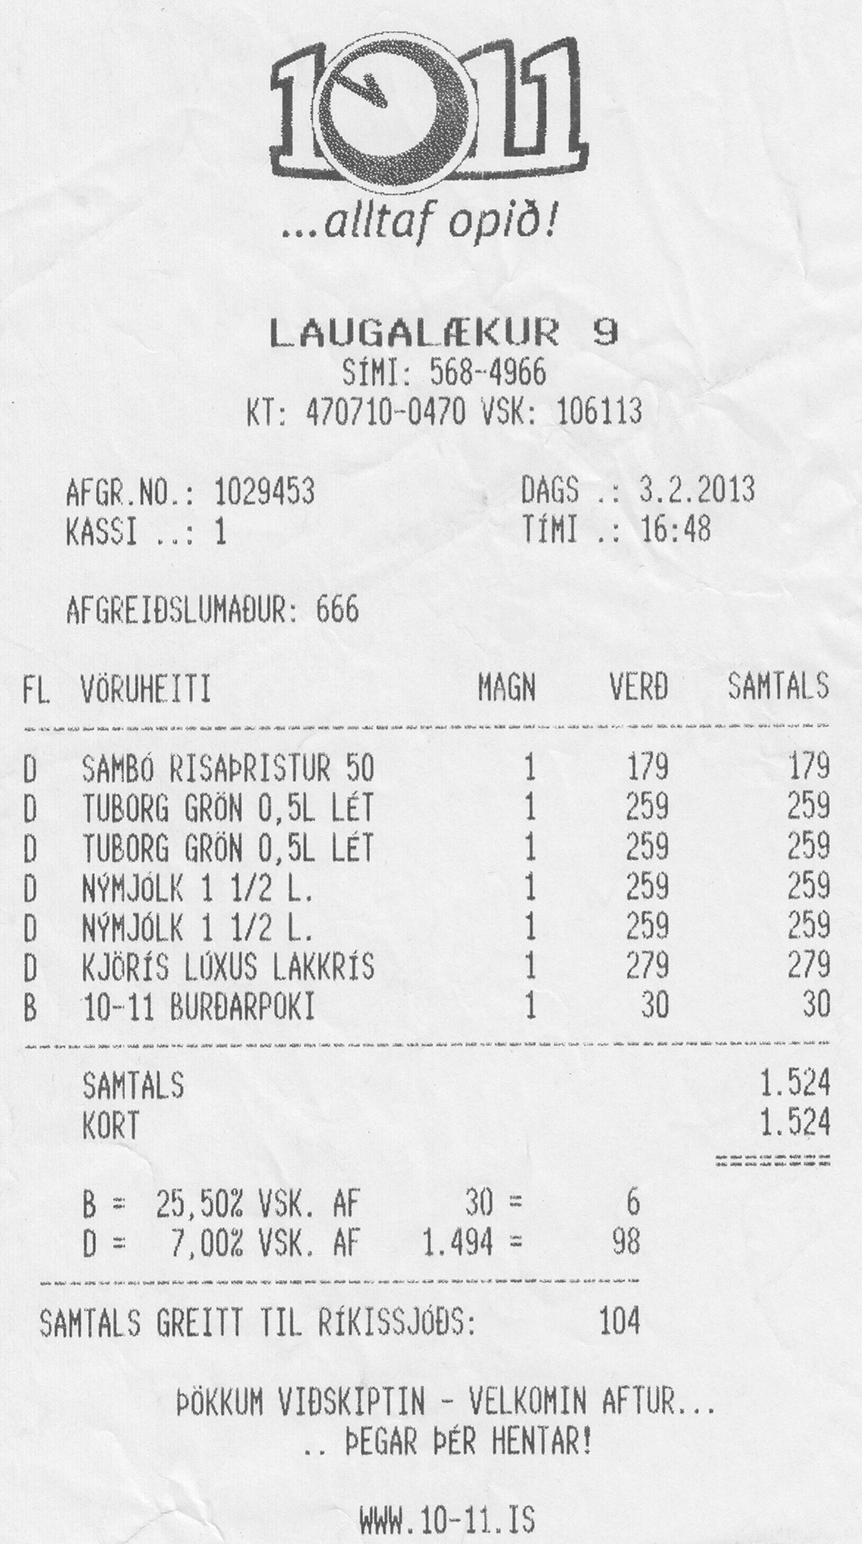 1011
...alltaf opið!
LAUGALÆKUR 9
SÍMI: 568-4966
KT: 470710-0470 VSK: 106113
AFGR.NO.: 1029453 DAGS .: 3.2.2013
KASSI ..: 1 TÍMI .: 16:48
AFGREIÐSLUMAÐUR: 666
FL VÖRUHEITI MAGN VERÐ SAMTALS
D SAMBÓ RISAÞRISTUR 50 1 179 179
D TUBORG GRÖN 0,5L LÉT 1 259 259
D TUBORG GRÖN 0,5L LÉT 1 259 259
D NÝMJÓLK 1 1/2 L. 1 259 259
D NÝMJÓLK 1 1/2 L. 1 259 259
D KJÖRÍS LÚXUS LAKKRÍS 1 279 279
B 10-11 BURÐARPOKI 1 30 30
SAMTALS 1.524
KORT 1.524
B = 25,50% VSK. AF 30 = 6
D = 7,00% VSK. AF 1.494 = 98
SAMTALS GREITT TIL RÍKISSJÓÐS: 104
ÞÖKKUM VIÐSKIPTIN - VELKOMIN AFTUR...
.. ÞEGAR ÞÉR HENTAR!
WWW.10-11.IS